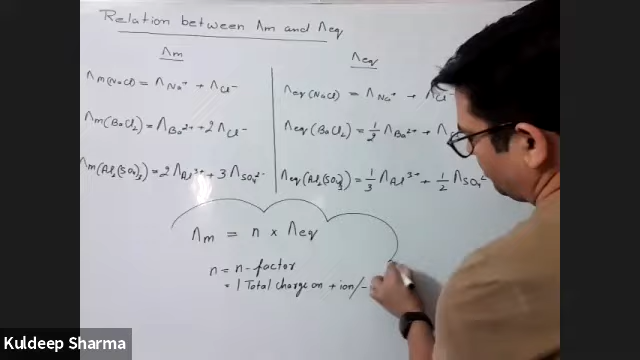 Relation between Λm and Λeq
Λm
Λm(NaCl) = ΛNa⁺ + ΛCl⁻
Λm(BaCl₂) = ΛBa²⁺ + 2ΛCl⁻
Λm(Al₂(SO₄)₃) = 2ΛAl³⁺ + 3ΛSO₄²⁻
Λeq
Λeq(NaCl) = ΛNa⁺ + ΛCl⁻
Λeq(BaCl₂) = 1/2 ΛBa²⁺ +
Λeq(Al₂(SO₄)₃) = 1/3 ΛAl³⁺ + 1/2 ΛSO₄²⁻
Λm = n × Λeq
n = n-factor
= | Total charge on + ion/-
Kuldeep Sharma